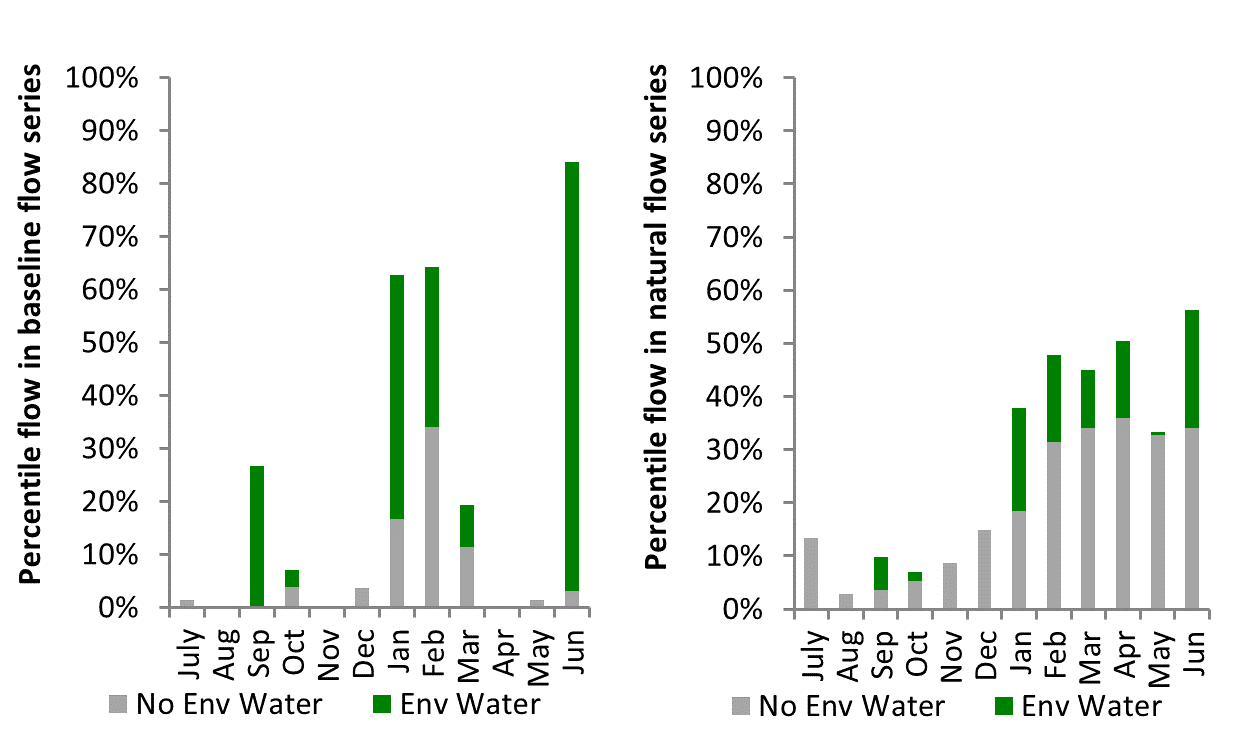 Percentile flow in baseline flow series
100%
90%
80%
70%
60%
50%
40%
30%
20%
10%
0%
July
Aug
Sep
Oct
Nov
Dec
Jan
Feb
Mar
Apr
May
Jun
No Env Water
Env Water
Percentile flow in natural flow series
100%
90%
80%
70%
60%
50%
40%
30%
20%
10%
0%
July
Aug
Sep
Oct
Nov
Dec
Jan
Feb
Mar
Apr
May
Jun
No Env Water
Env Water